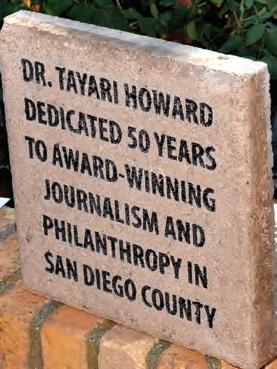 DR. TAYARI HOWARD
DEDICATED 50 YEARS
TO AWARD-WINNING
JOURNALISM AND
PHILANTHROPY IN
SAN DIEGO COUNTY